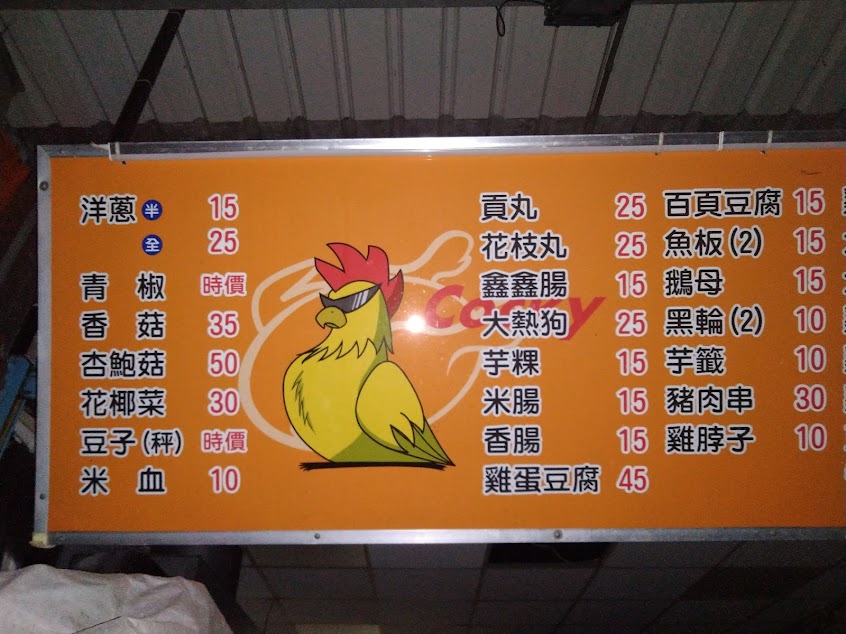 洋蔥 半 15
全 25
青椒 時價
香菇 35
杏鮑菇 50
花椰菜 30
豆子(秤) 時價
米血 10
Cocky
貢丸 25
花枝丸 25
鑫鑫腸 15
大熱狗 25
芋粿 15
米腸 15
香腸 15
雞蛋豆腐 45
百頁豆腐 15
魚板(2) 15
鵝母 15
黑輪(2) 10
芋籤 10
豬肉串 30
雞脖子 10